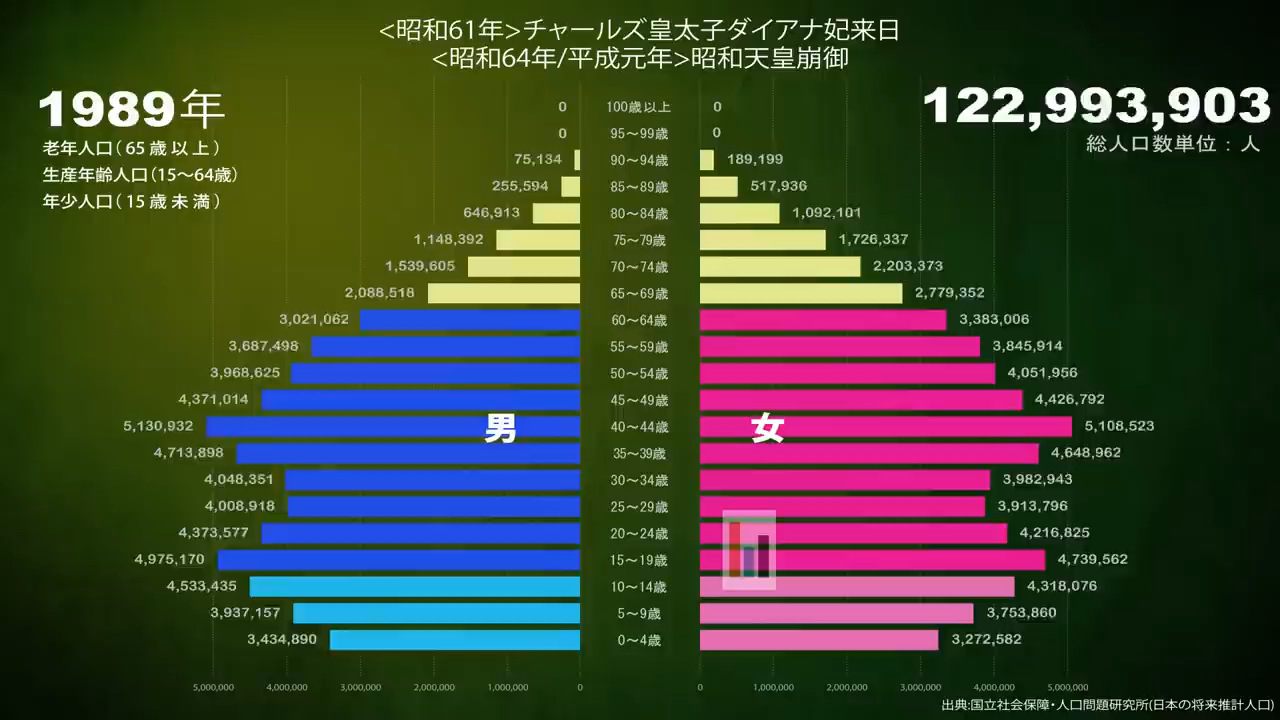 <昭和61年>チャールズ皇太子ダイアナ妃来日
<昭和64年/平成元年>昭和天皇崩御
1989年
122,993,903
総人口数単位：人
老年人口(65歳以上)
生産年齢人口(15〜64歳)
年少人口(15歳未満)
0 100歳以上 0
0 95〜99歳 0
75,134 90〜94歳 189,199
255,594 85〜89歳 517,936
646,913 80〜84歳 1,092,101
1,148,392 75〜79歳 1,726,337
1,539,605 70〜74歳 2,203,373
2,088,518 65〜69歳 2,779,352
3,021,062 60〜64歳 3,383,006
3,687,498 55〜59歳 3,845,914
3,968,625 50〜54歳 4,051,956
4,371,014 45〜49歳 4,426,792
5,130,932 男 40〜44歳 女 5,108,523
4,713,898 35〜39歳 4,648,962
4,048,351 30〜34歳 3,982,943
4,008,918 25〜29歳 3,913,796
4,373,577 20〜24歳 4,216,825
4,975,170 15〜19歳 4,739,562
4,533,435 10〜14歳 4,318,076
3,937,157 5〜9歳 3,753,860
3,434,890 0〜4歳 3,272,582
5,000,000 4,000,000 3,000,000 2,000,000 1,000,000 0 0 1,000,000 2,000,000 3,000,000 4,000,000 5,000,000
出典:国立社会保障・人口問題研究所(日本の将来推計人口)